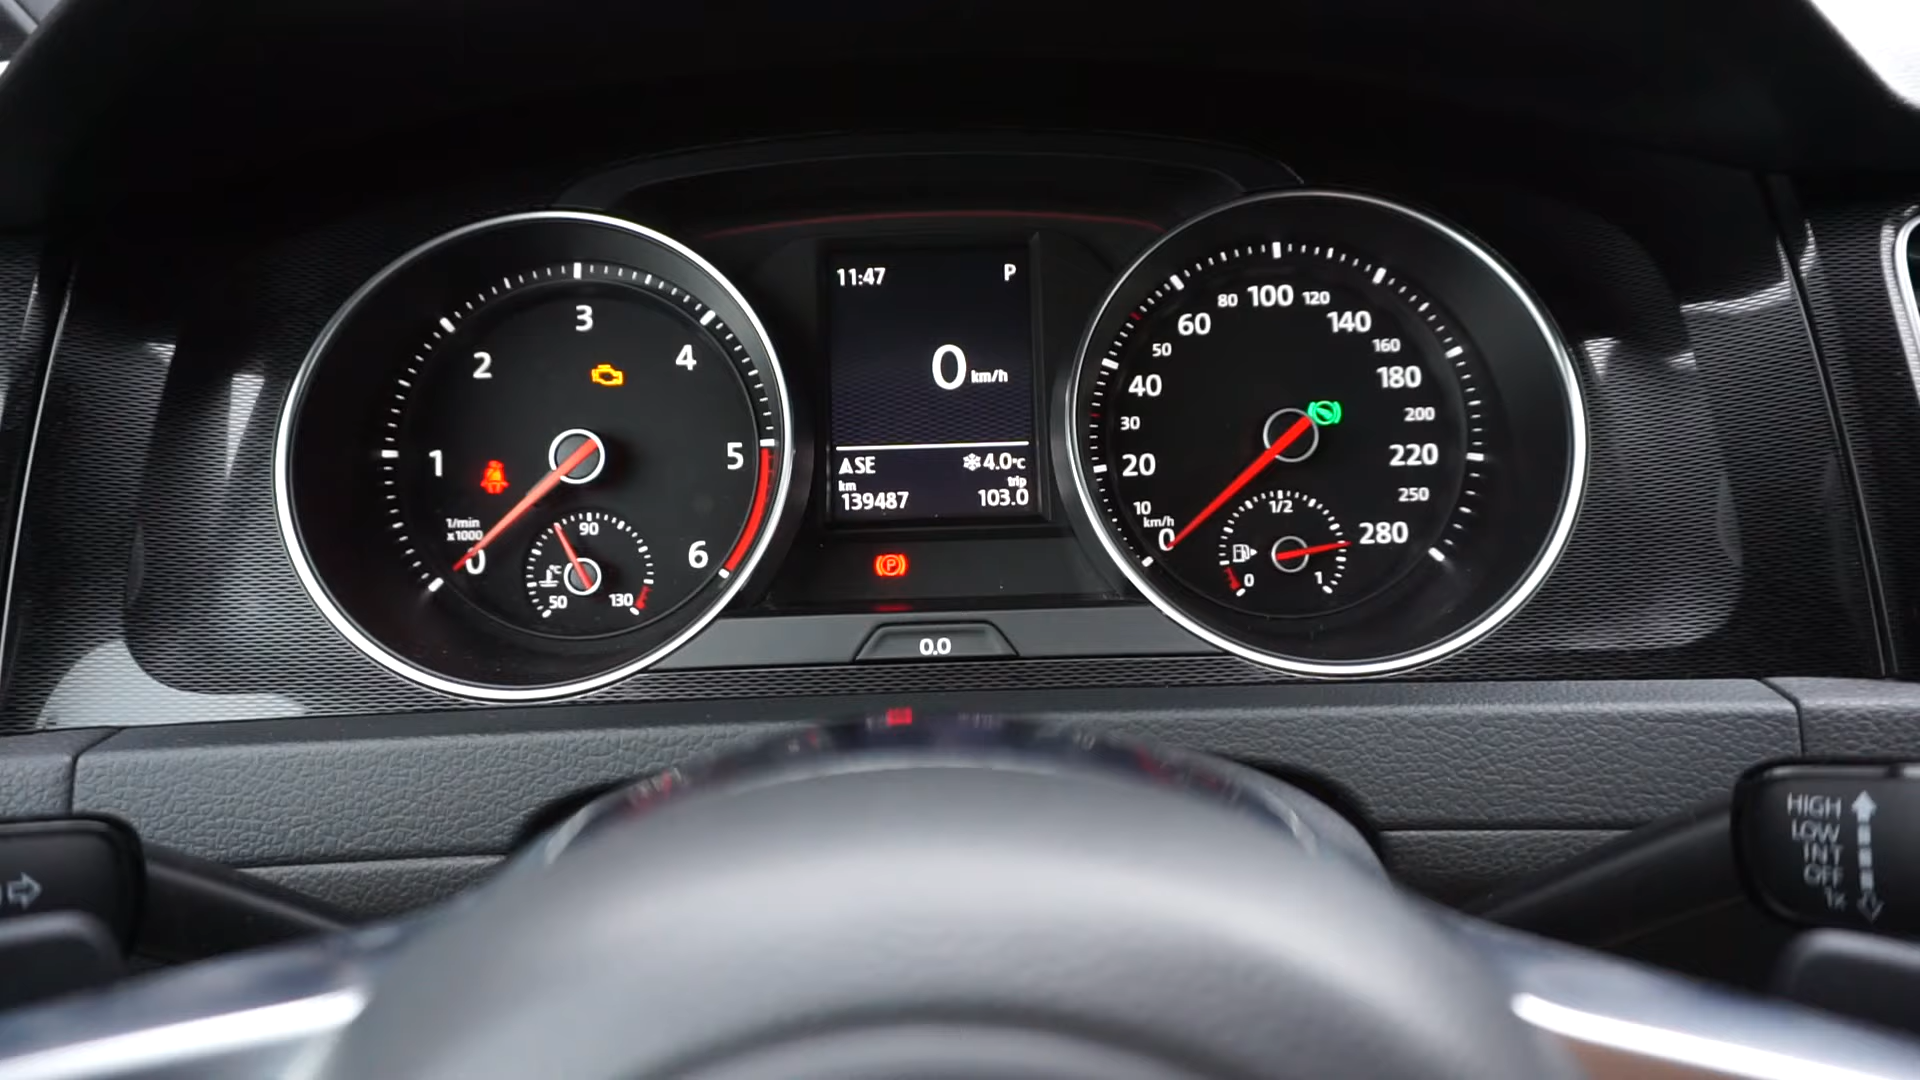 1
2
3
4
5
6
1/min
x1000
0
°C
50
90
130
11:47
P
0 km/h
ASE
4.0°C
km
trip
139487
103.0
P
0.0
0
km/h
10
20
30
40
50
60
80
100
120
140
160
180
200
220
250
280
0
1/2
1
HIGH
LOW
INT
OFF
1x